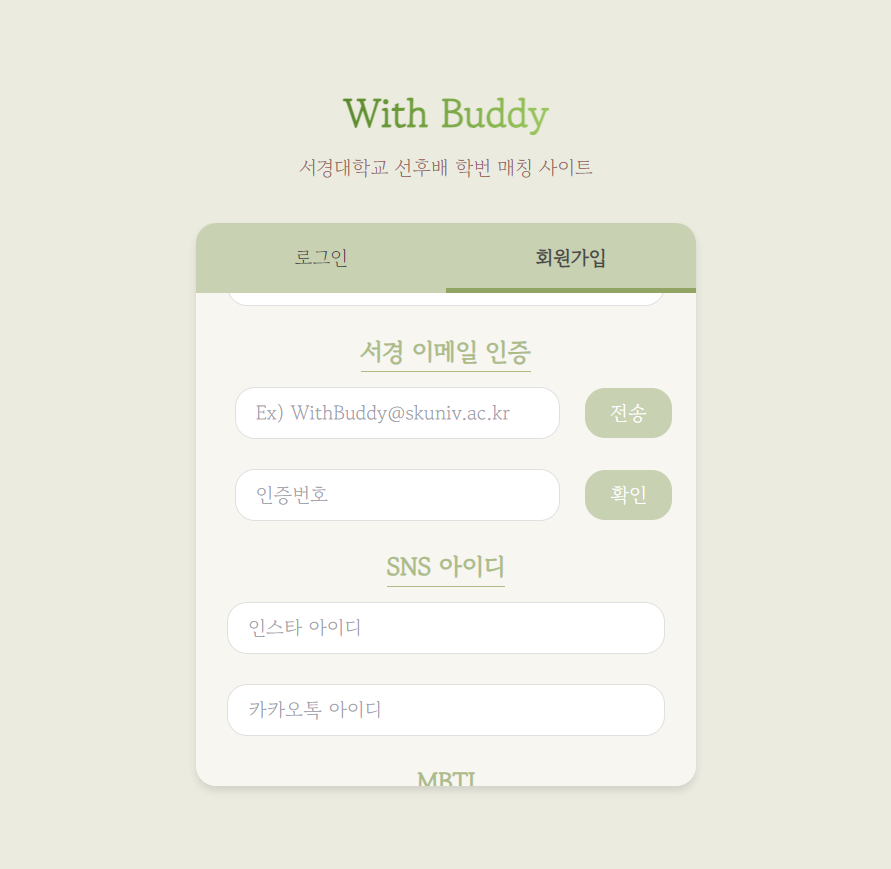 With Buddy
서경대학교 선후배 학번 매칭 사이트
로그인 회원가입
서경 이메일 인증
Ex) WithBuddy@skuniv.ac.kr 전송
인증번호 확인
SNS 아이디
인스타 아이디
카카오톡 아이디
MBTI